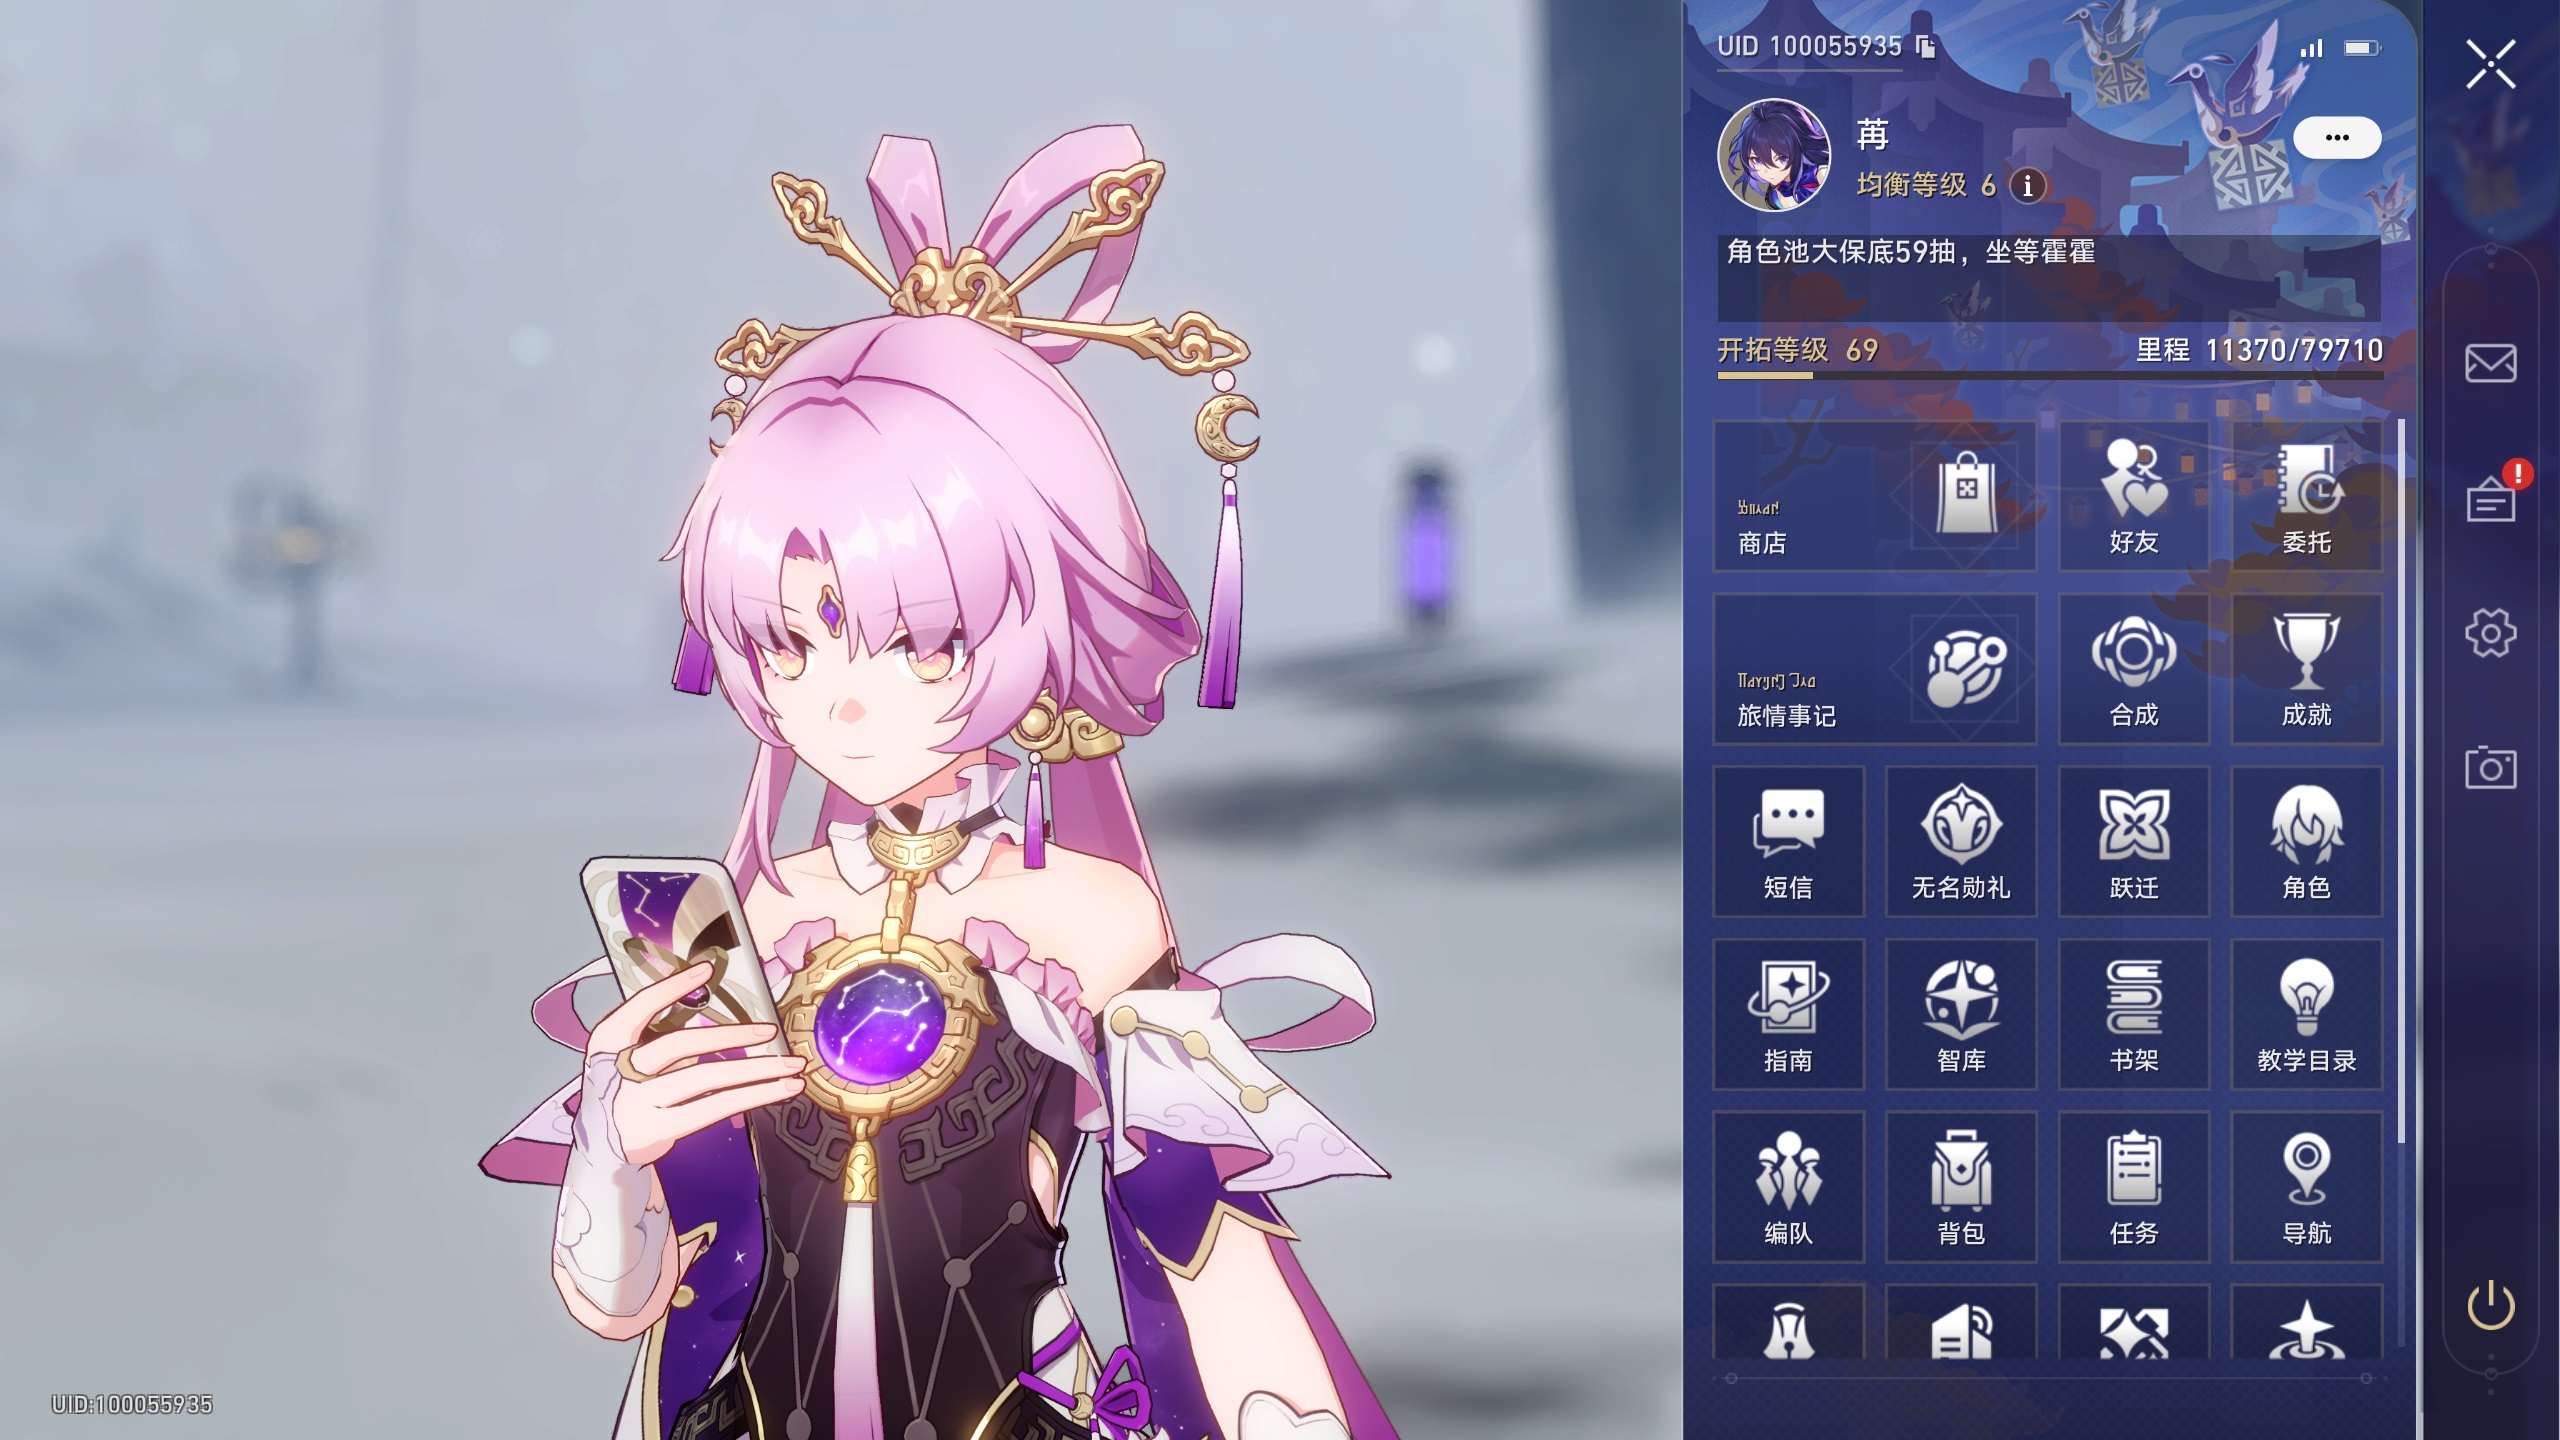 UID 100055935
苒
均衡等级 6
角色池大保底59抽，坐等霍霍
开拓等级 69
里程 11370/79710
商店
好友
委托
旅情事记
合成
成就
短信
无名勋礼
跃迁
角色
指南
智库
书架
教学目录
编队
背包
任务
导航
UID:100055935